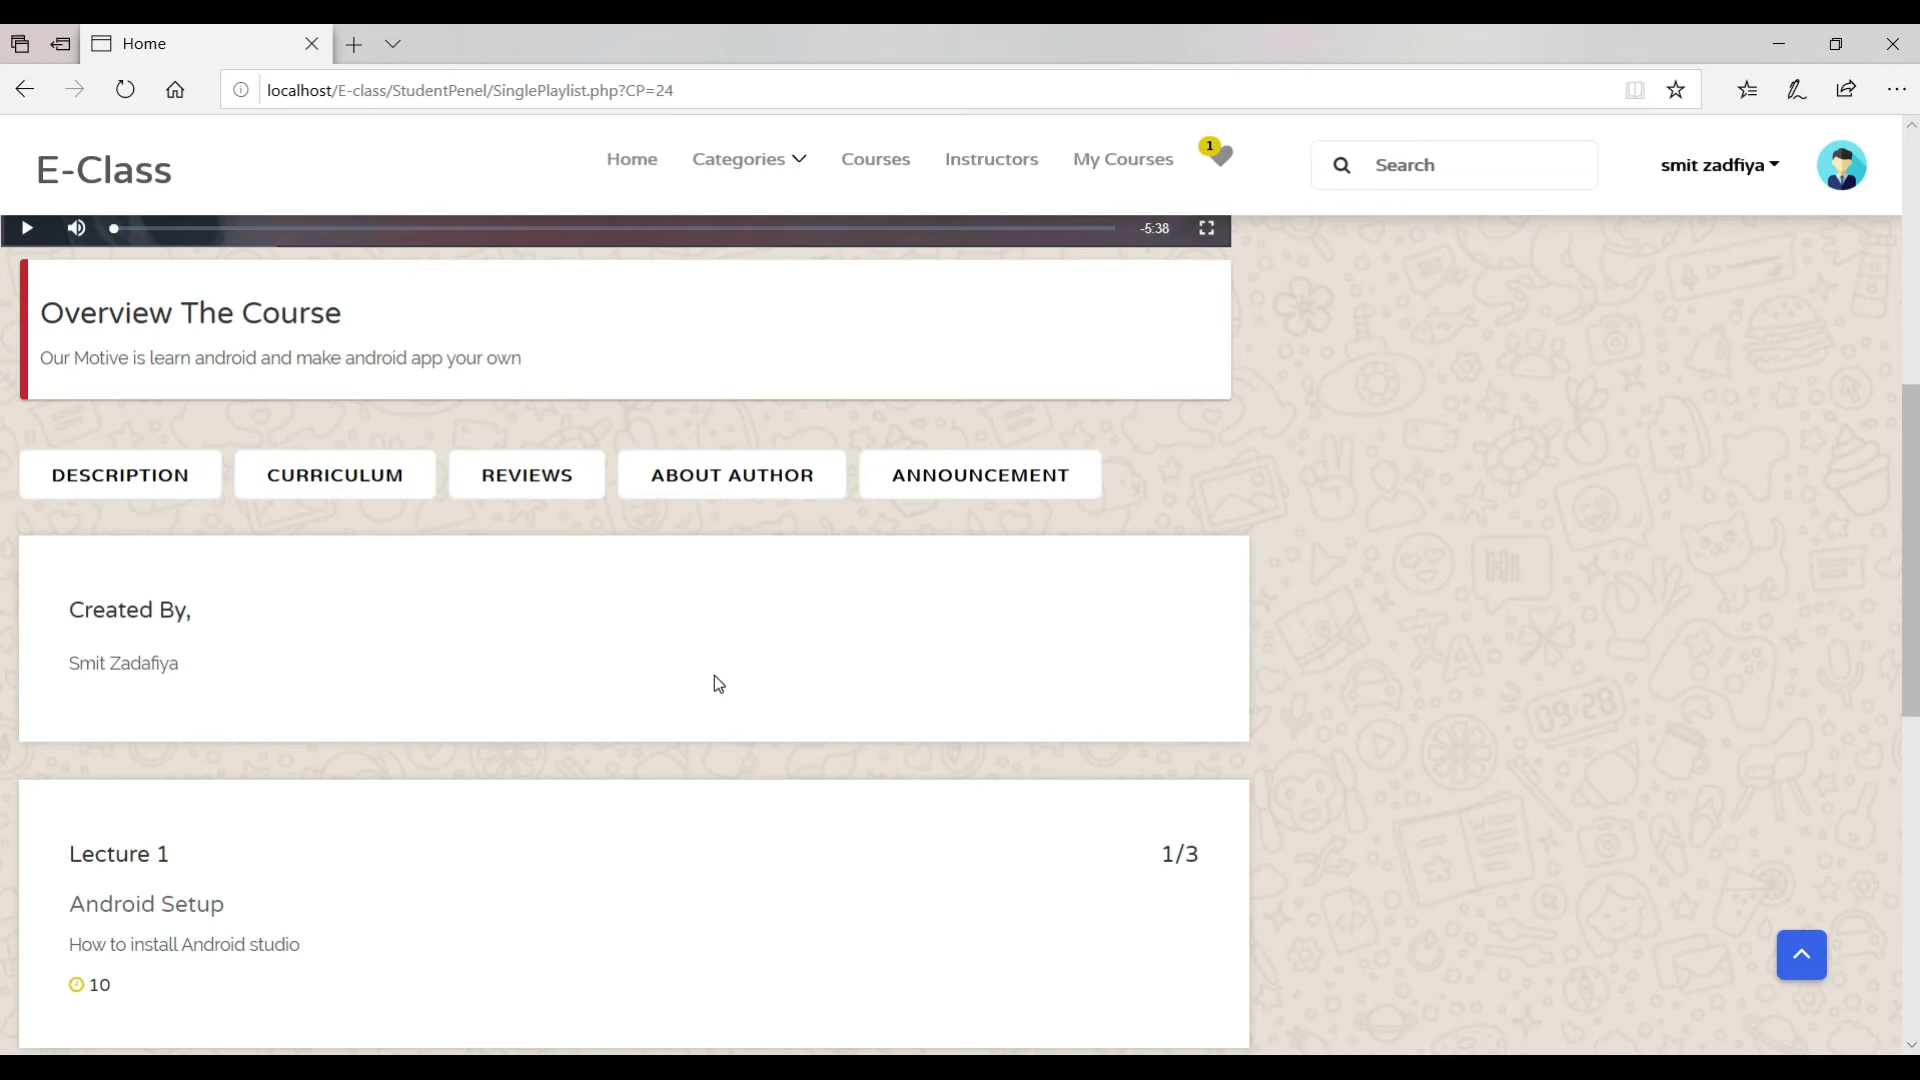 Home
localhost/E-class/StudentPenel/SinglePlaylist.php?CP=24
E-Class
Home
Categories
Courses
Instructors
My Courses
1
Search
smit zadfiya
-5:38
Overview The Course
Our Motive is learn android and make android app your own
DESCRIPTION
CURRICULUM
REVIEWS
ABOUT AUTHOR
ANNOUNCEMENT
Created By,
Smit Zadafiya
Lecture 1
1/3
Android Setup
How to install Android studio
10
Hi
09:28